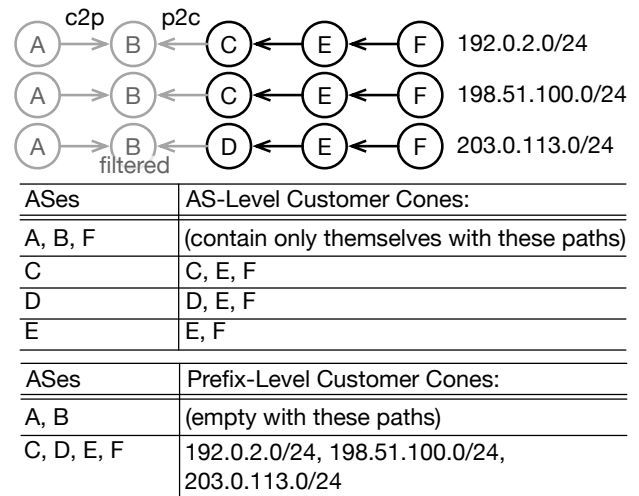 c2p p2c
A B C E F 192.0.2.0/24
A B C E F 198.51.100.0/24
A B D E F 203.0.113.0/24
filtered
ASes AS-Level Customer Cones:
A, B, F (contain only themselves with these paths)
C C, E, F
D D, E, F
E E, F
ASes Prefix-Level Customer Cones:
A, B (empty with these paths)
C, D, E, F 192.0.2.0/24, 198.51.100.0/24,
203.0.113.0/24